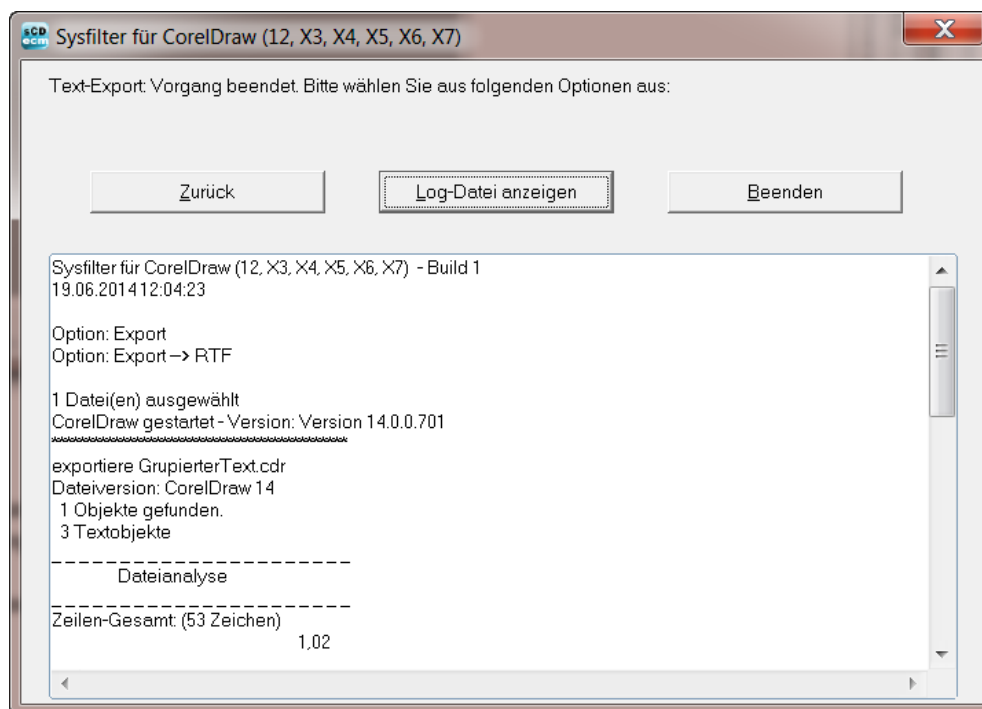 sCD
ecm
Sysfilter für CorelDraw (12, X3, X4, X5, X6, X7)
X
Text-Export: Vorgang beendet. Bitte wählen Sie aus folgenden Optionen aus:
Zurück
Log-Datei anzeigen
Beenden
Sysfilter für CorelDraw (12, X3, X4, X5, X6, X7)  - Build 1
19.06.2014 12:04:23
Option: Export
Option: Export --> RTF
1 Datei(en) ausgewählt
CorelDraw gestartet - Version: Version 14.0.0.701
exportiere GrupierterText.cdr
Dateiversion: CorelDraw 14
1 Objekte gefunden.
3 Textobjekte
Dateianalyse
Zeilen-Gesamt: (53 Zeichen)
1,02